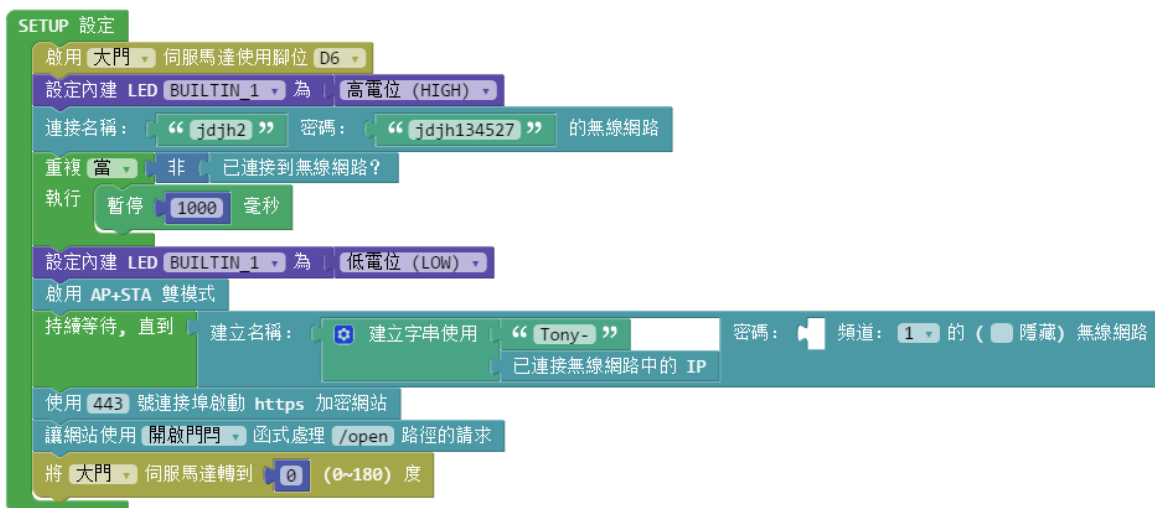 SETUP 設定
啟用 大門 伺服馬達使用腳位 D6
設定內建 LED BUILTIN_1 為 高電位 (HIGH)
連接名稱: “ jdjh2 ” 密碼: “ jdjh134527 ” 的無線網路
重複 當 非 已連接到無線網路?
執行 暫停 1000 毫秒
設定內建 LED BUILTIN_1 為 低電位 (LOW)
啟用 AP+STA 雙模式
持續等待, 直到 建立名稱: 建立字串使用 “ Tony- ” 密碼: 頻道: 1 的 ( 隱藏) 無線網路
已連接無線網路中的 IP
使用 443 號連接埠啟動 https 加密網站
讓網站使用 開啟門閂 函式處理 /open 路徑的請求
將 大門 伺服馬達轉到 0 (0~180) 度